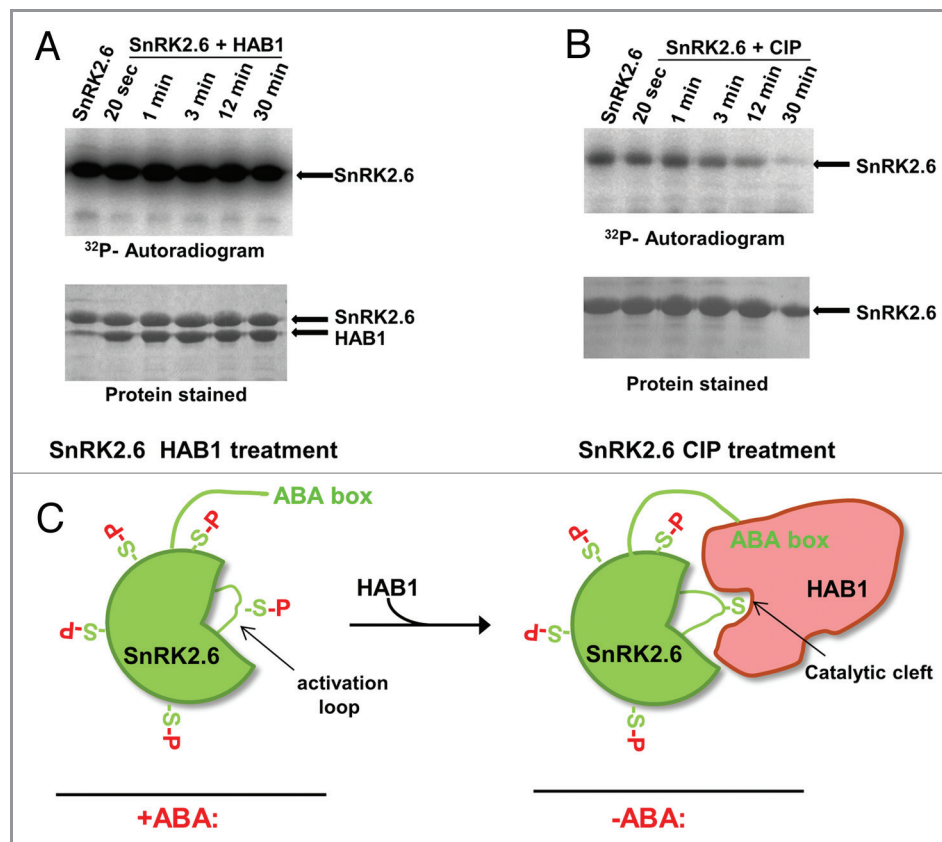 A
SnRK2.6 + HAB1
SnRK2.6
20 sec
1 min
3 min
12 min
30 min
SnRK2.6
32P- Autoradiogram
SnRK2.6
HAB1
Protein stained
SnRK2.6 HAB1 treatment
B
SnRK2.6 + CIP
SnRK2.6
20 sec
1 min
3 min
12 min
30 min
SnRK2.6
32P- Autoradiogram
SnRK2.6
Protein stained
SnRK2.6 CIP treatment
C
ABA box
S-P
S-P
S-P
-S-P
S-P
SnRK2.6
activation
loop
+ABA:
HAB1
ABA box
S-P
S-P
S-P
S
S-P
SnRK2.6
HAB1
Catalytic cleft
-ABA: